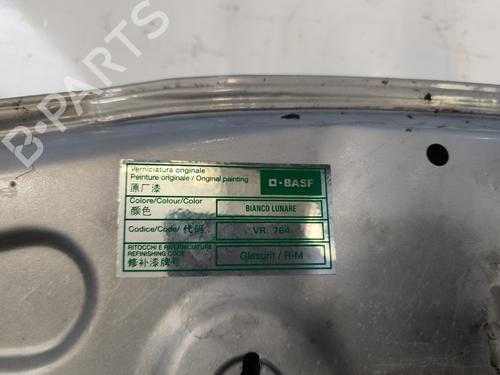 B-PARTS
Verniciatura originale
Peinture originale / Original painting
原厂漆
BASF
Colore/Colour/Color
颜色
BIANCO LUNARE
Codice/Code/代码
VR. 764
RITOCCHI E RIVERNICIATURE
REFINISHING CODE
修补漆牌号
Glasurit / R-M